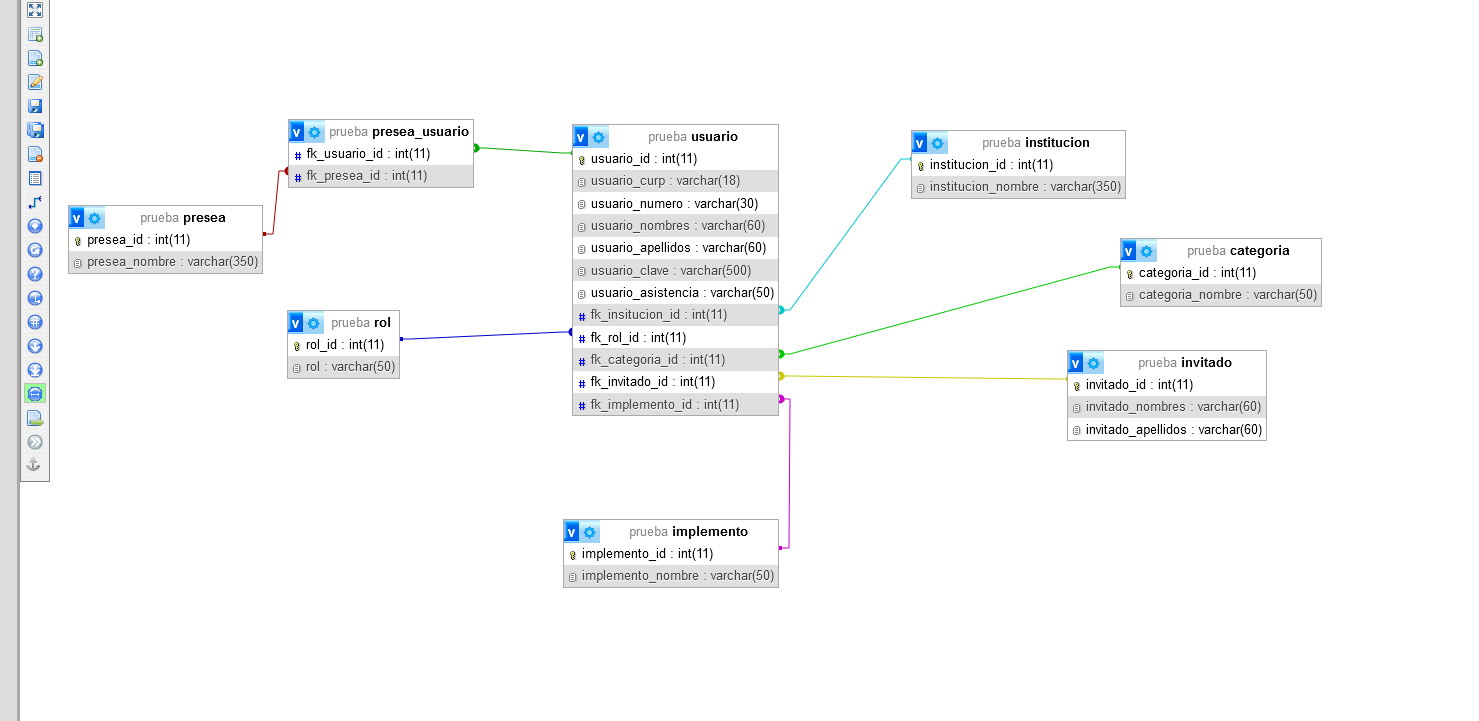 prueba presea_usuario
fk_usuario_id : int(11)
fk_presea_id : int(11)
prueba presea
presea_id : int(11)
presea_nombre : varchar(350)
prueba rol
rol_id : int(11)
rol : varchar(50)
prueba usuario
usuario_id : int(11)
usuario_curp : varchar(18)
usuario_numero : varchar(30)
usuario_nombres : varchar(60)
usuario_apellidos : varchar(60)
usuario_clave : varchar(500)
usuario_asistencia : varchar(50)
fk_insitucion_id : int(11)
fk_rol_id : int(11)
fk_categoria_id : int(11)
fk_invitado_id : int(11)
fk_implemento_id : int(11)
prueba implemento
implemento_id : int(11)
implemento_nombre : varchar(50)
prueba institucion
institucion_id : int(11)
institucion_nombre : varchar(350)
prueba categoria
categoria_id : int(11)
categoria_nombre : varchar(50)
prueba invitado
invitado_id : int(11)
invitado_nombres : varchar(60)
invitado_apellidos : varchar(60)